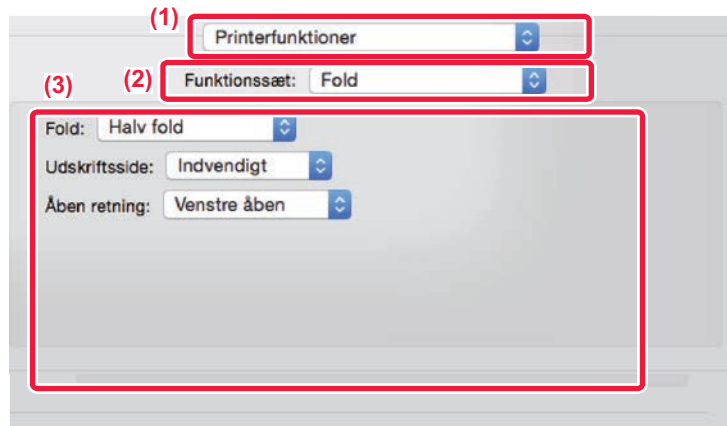 (1)
Printerfunktioner
(2) Funktionssæt: Fold
(3)
Fold: Halv fold
Udskriftsside: Indvendigt
Åben retning: Venstre åben